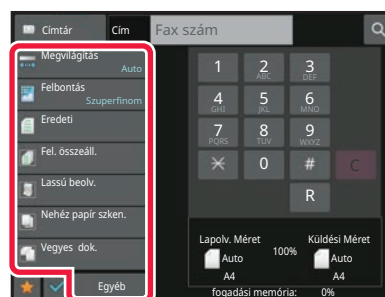 Címtár
Cím
Fax szám
Megvilágítás
Auto
Felbontás
Szuperfinom
Eredeti
Fel. összeáll.
Lassú beolv.
Nehéz papír szken.
Vegyes dok.
Egyéb
1
2
ABC
3
DEF
4
GHI
5
JKL
6
MNO
7
PQRS
8
TUV
9
WXYZ
0
#
C
R
Lapolv. Méret
Auto
A4
100%
Küldési Méret
Auto
A4
fogadási memória: 0%